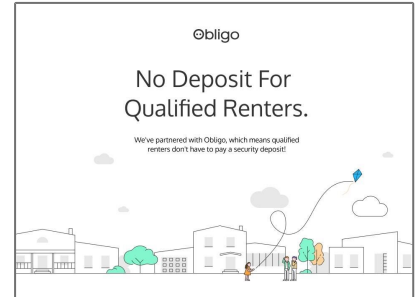 Obligo
No Deposit For
Qualified Renters.
We've partnered with Obligo, which means qualified
renters don't have to pay a security deposit!